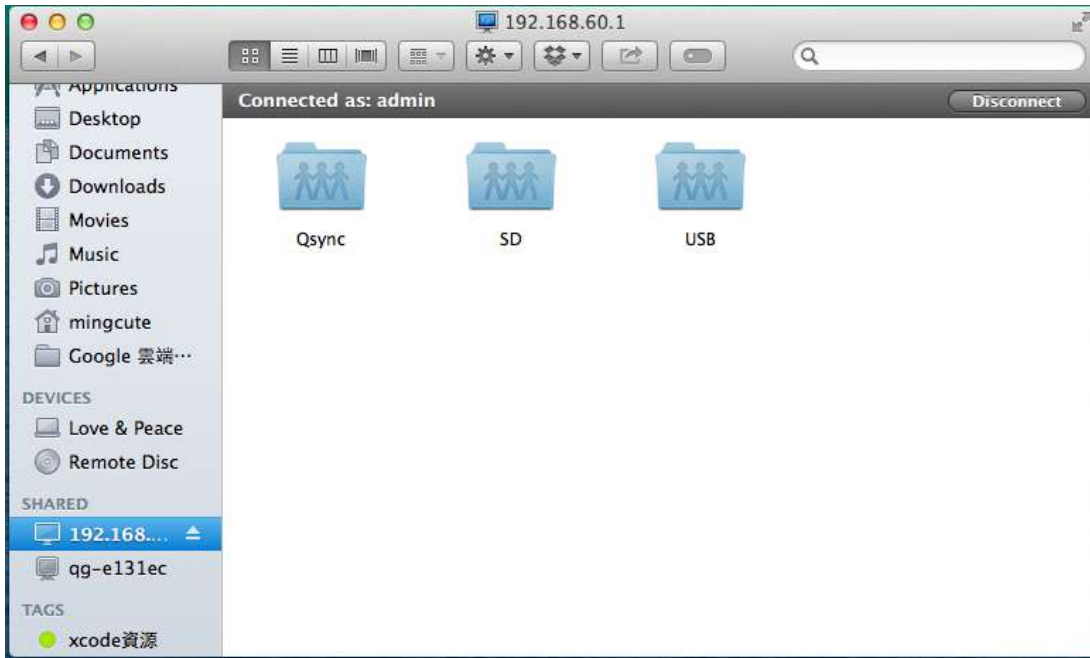 192.168.60.1
Applications
Connected as: admin
Disconnect
Desktop
Documents
Downloads
Movies
Music
Pictures
mingcute
Google 雲端…
DEVICES
Love & Peace
Remote Disc
SHARED
192.168....
qg-e131ec
TAGS
xcode資源
Qsync
SD
USB